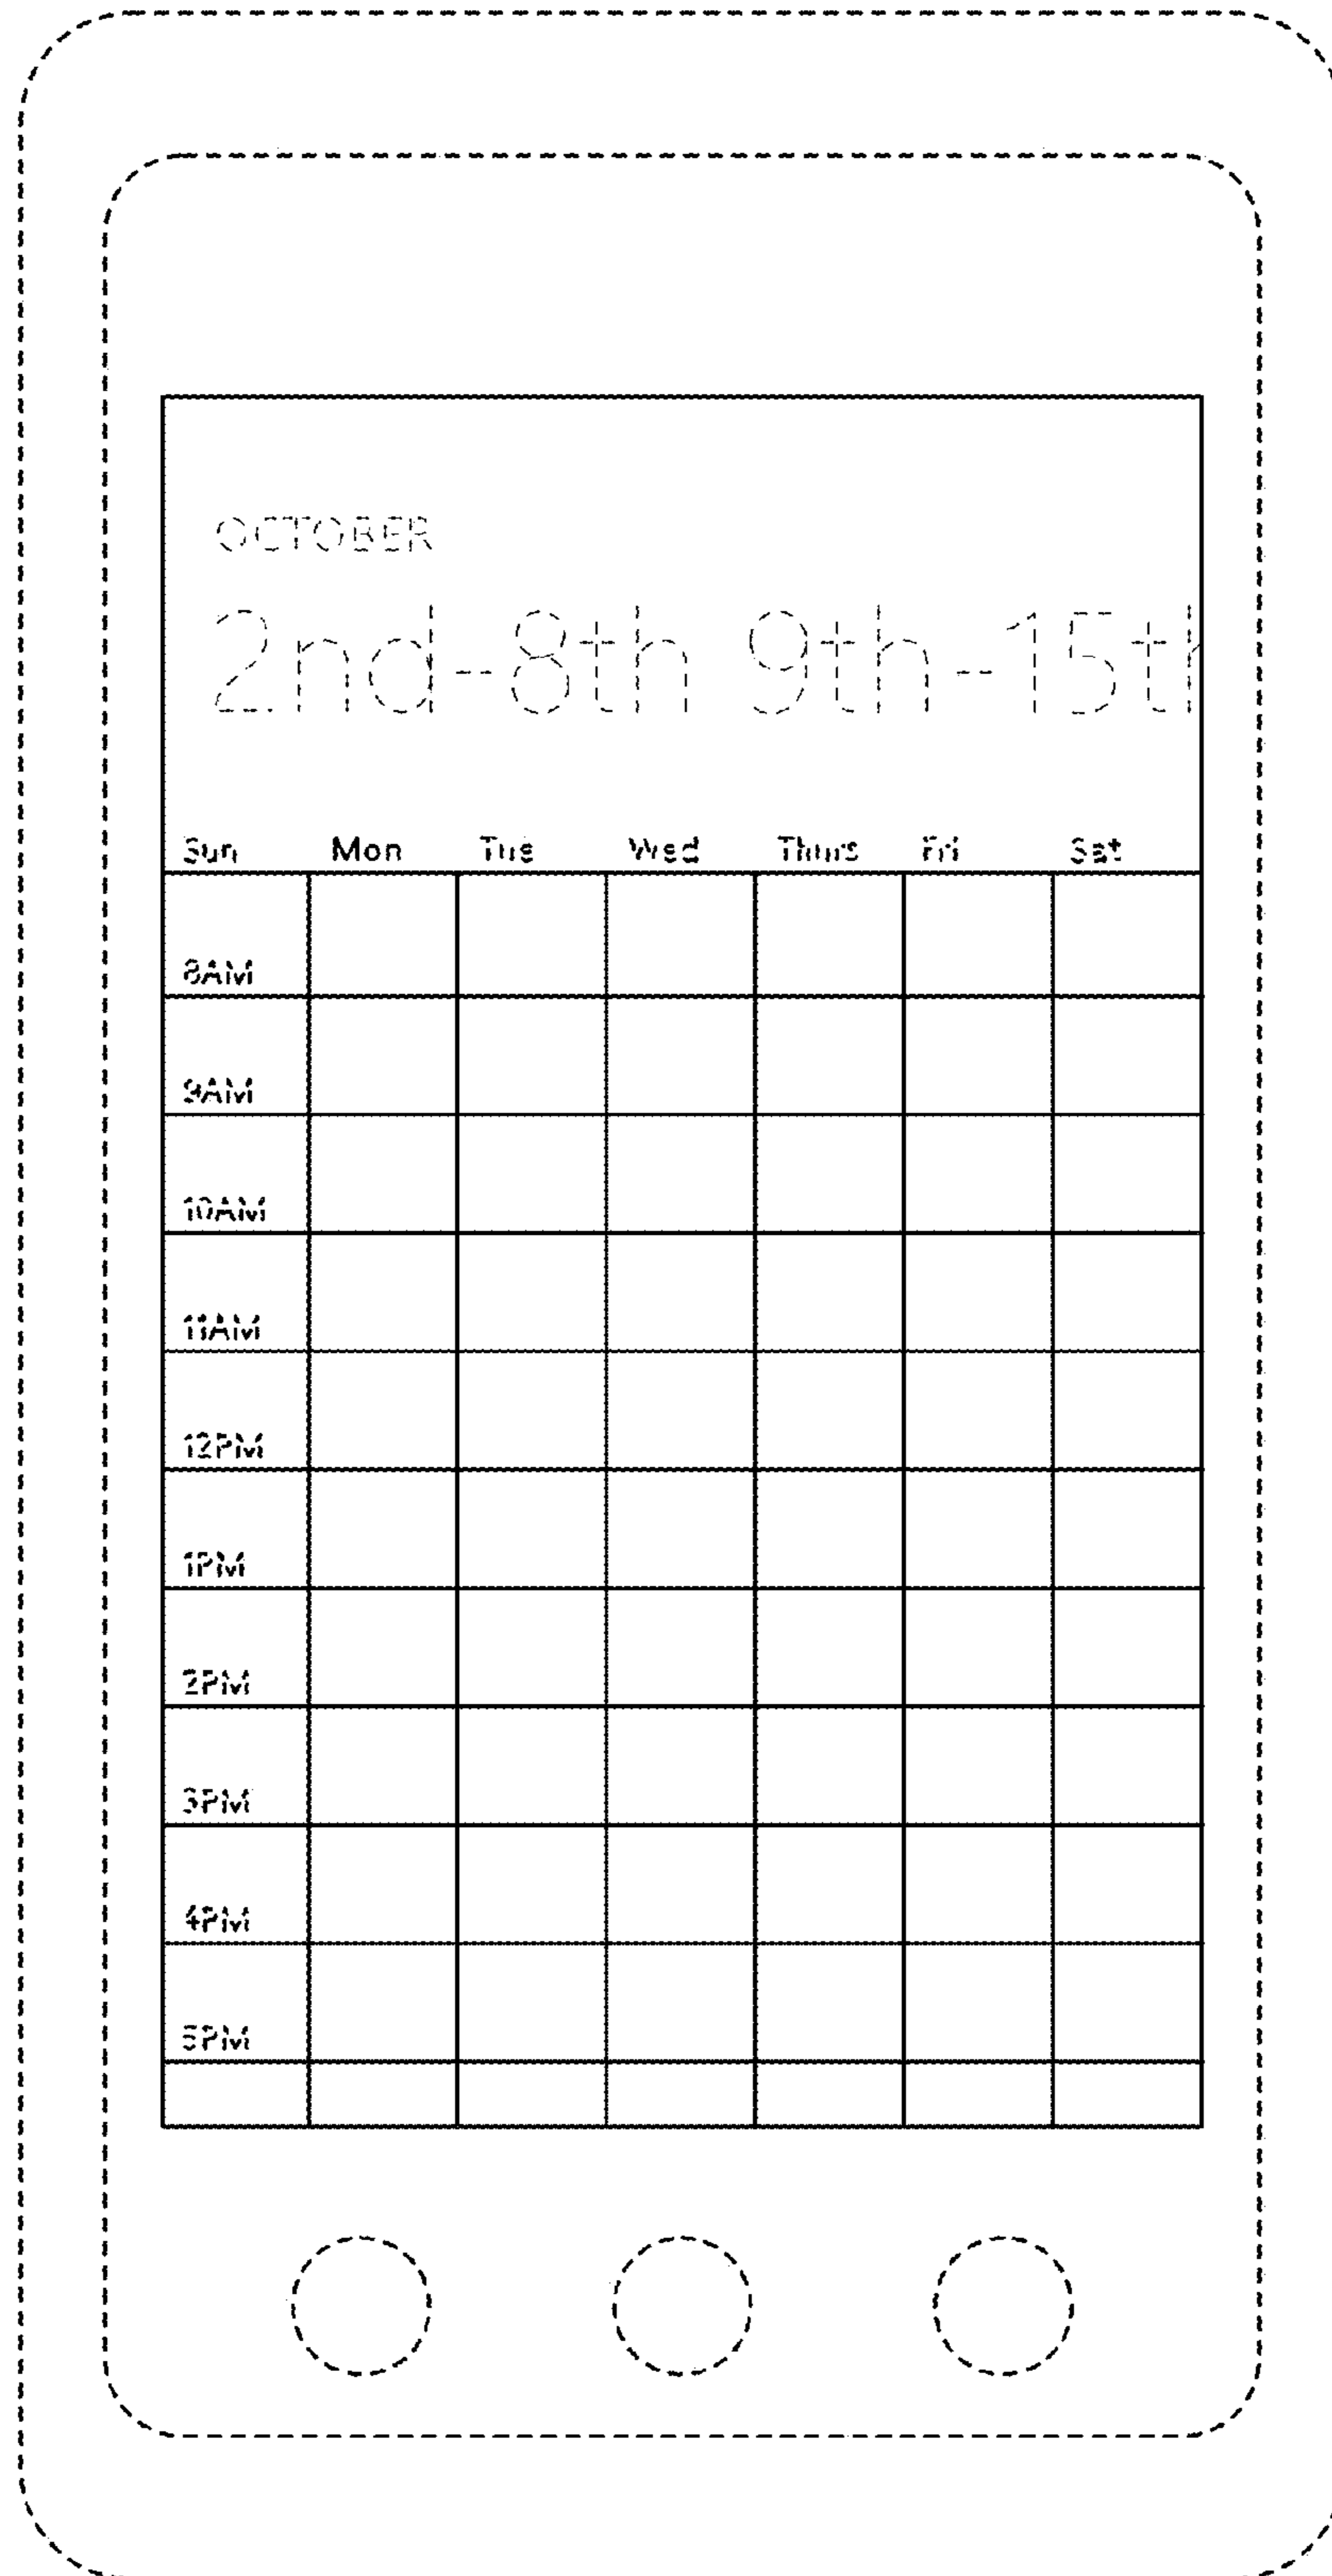 OCTOBER
2nd-8th 9th-15th
Sun Mon Tue Wed Thurs Fri Sat
8AM
9AM
10AM
11AM
12PM
1PM
2PM
3PM
4PM
5PM